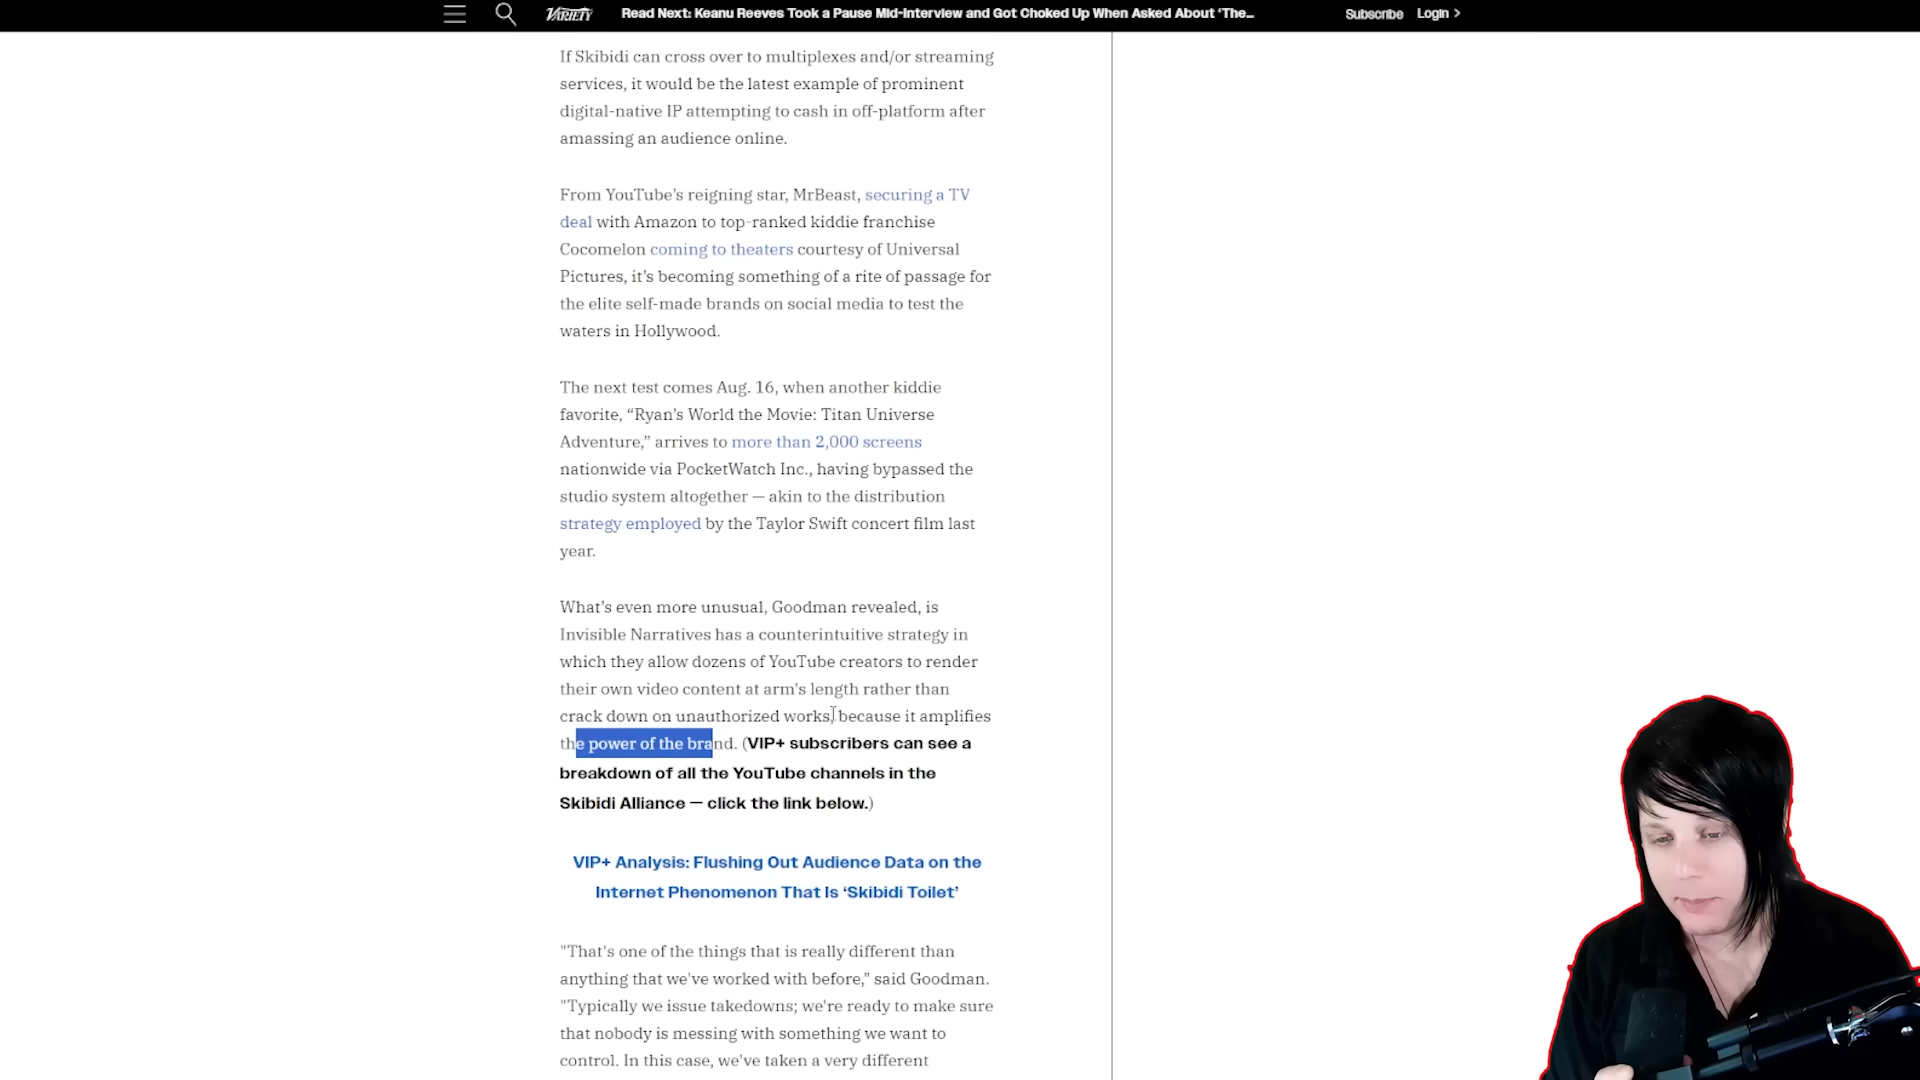 VARIETY
Read Next: Keanu Reeves Took a Pause Mid-Interview and Got Choked Up When Asked About 'The...
Subscribe
Login >
If Skibidi can cross over to multiplexes and/or streaming
services, it would be the latest example of prominent
digital-native IP attempting to cash in off-platform after
amassing an audience online.
From YouTube's reigning star, MrBeast, securing a TV
deal with Amazon to top-ranked kiddie franchise
Cocomelon coming to theaters courtesy of Universal
Pictures, it's becoming something of a rite of passage for
the elite self-made brands on social media to test the
waters in Hollywood.
The next test comes Aug. 16, when another kiddie
favorite, “Ryan's World the Movie: Titan Universe
Adventure,” arrives to more than 2,000 screens
nationwide via PocketWatch Inc., having bypassed the
studio system altogether — akin to the distribution
strategy employed by the Taylor Swift concert film last
year.
What's even more unusual, Goodman revealed, is
Invisible Narratives has a counterintuitive strategy in
which they allow dozens of YouTube creators to render
their own video content at arm's length rather than
crack down on unauthorized works, because it amplifies
the power of the brand. (VIP+ subscribers can see a
breakdown of all the YouTube channels in the
Skibidi Alliance — click the link below.)
VIP+ Analysis: Flushing Out Audience Data on the
Internet Phenomenon That Is ‘Skibidi Toilet’
"That's one of the things that is really different than
anything that we've worked with before," said Goodman.
"Typically we issue takedowns; we're ready to make sure
that nobody is messing with something we want to
control. In this case, we've taken a very different